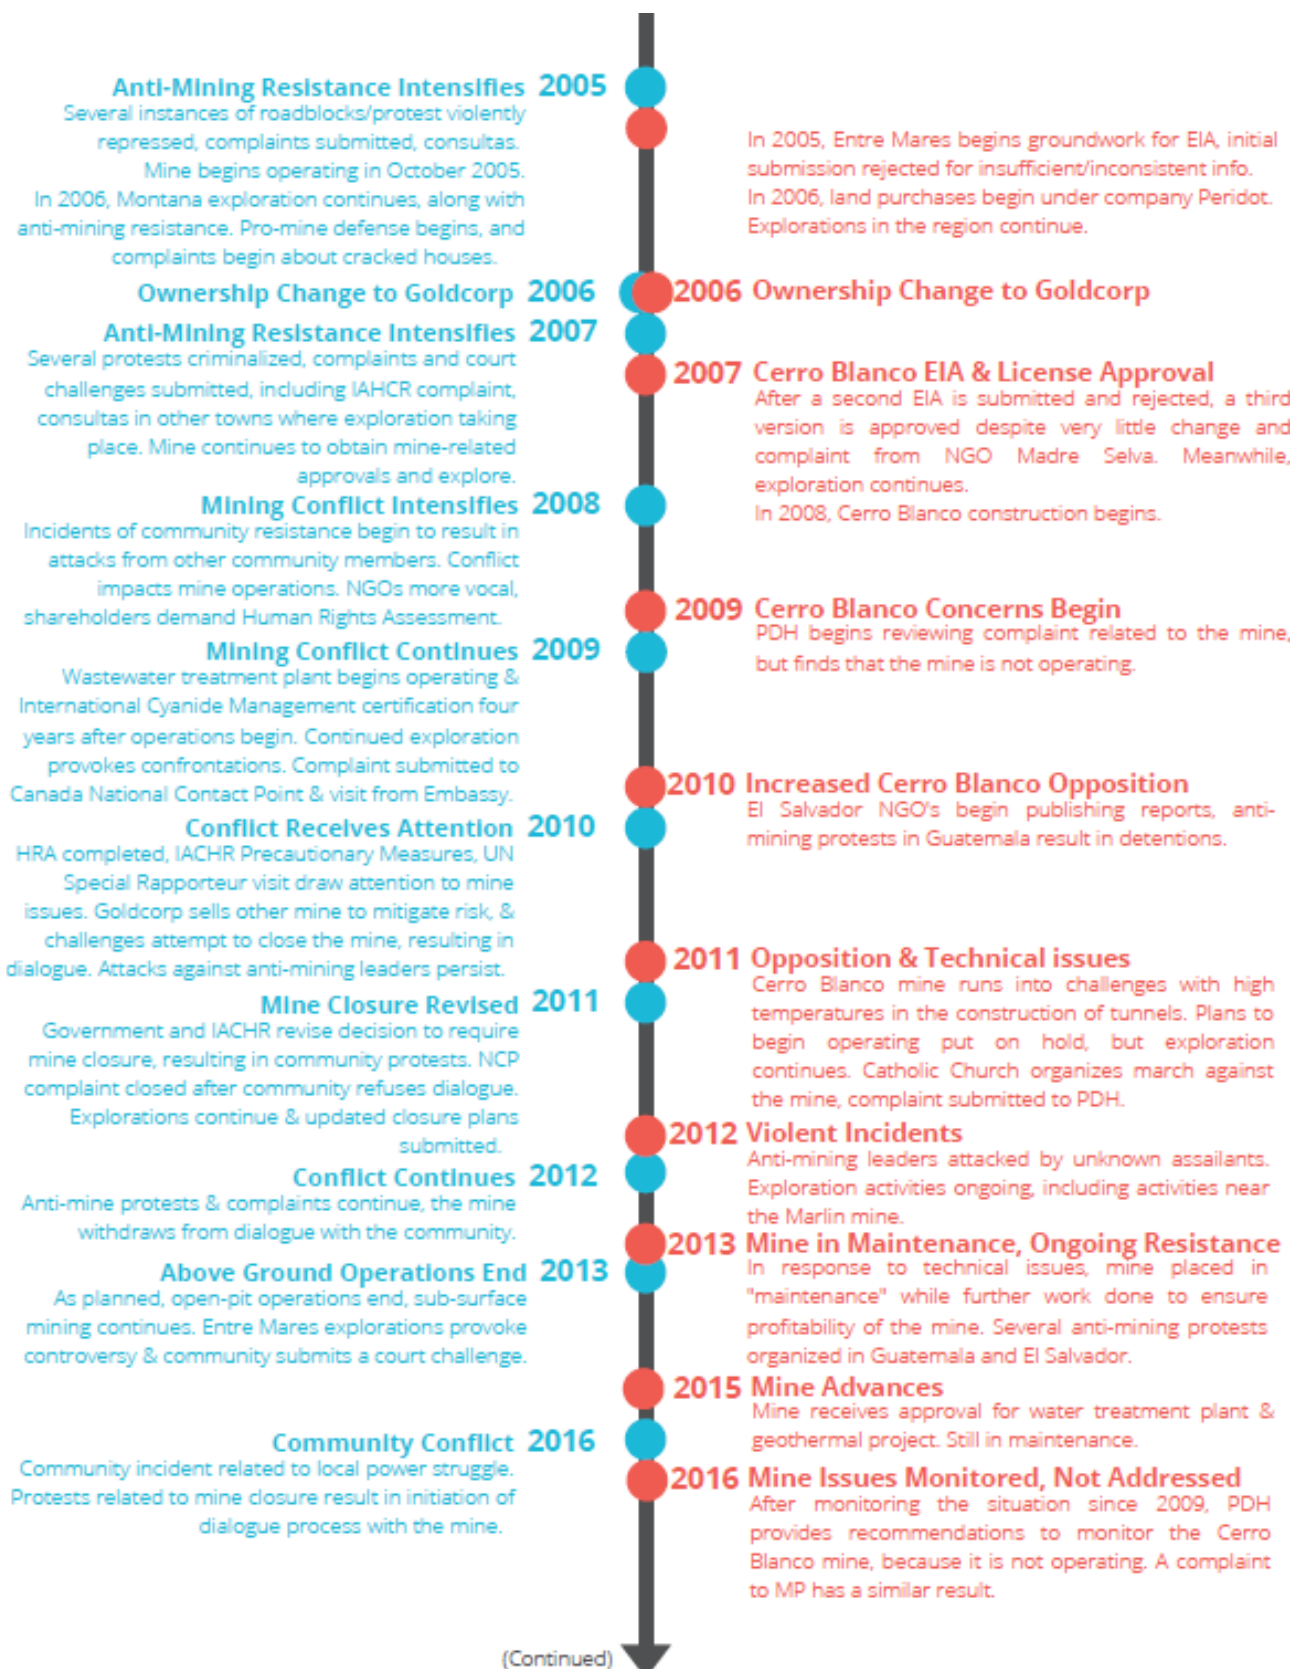 Anti-Mining Resistance Intensifies 2005
Several instances of roadblocks/protest violently
repressed, complaints submitted, consultas.
Mine begins operating in October 2005.
In 2006, Montana exploration continues, along with
anti-mining resistance. Pro-mine defense begins, and
complaints begin about cracked houses.
In 2005, Entre Mares begins groundwork for EIA, initial
submission rejected for insufficient/inconsistent info.
In 2006, land purchases begin under company Peridot.
Explorations in the region continue.
Ownership Change to Goldcorp 2006
2006 Ownership Change to Goldcorp
Anti-Mining Resistance Intensifies 2007
Several protests criminalized, complaints and court
challenges submitted, including IAHCR complaint,
consultas in other towns where exploration taking
place. Mine continues to obtain mine-related
approvals and explore.
2007 Cerro Blanco EIA & License Approval
After a second EIA is submitted and rejected, a third
version is approved despite very little change and
complaint from NGO Madre Selva. Meanwhile,
exploration continues.
In 2008, Cerro Blanco construction begins.
Mining Conflict Intensifies 2008
Incidents of community resistance begin to result in
attacks from other community members. Conflict
impacts mine operations. NGOs more vocal,
shareholders demand Human Rights Assessment.
2009 Cerro Blanco Concerns Begin
PDH begins reviewing complaint related to the mine,
but finds that the mine is not operating.
Mining Conflict Continues 2009
Wastewater treatment plant begins operating &
International Cyanide Management certification four
years after operations begin. Continued exploration
provokes confrontations. Complaint submitted to
Canada National Contact Point & visit from Embassy.
2010 Increased Cerro Blanco Opposition
El Salvador NGO's begin publishing reports, anti-
mining protests in Guatemala result in detentions.
Conflict Receives Attention 2010
HRA completed, IACHR Precautionary Measures, UN
Special Rapporteur visit draw attention to mine
issues. Goldcorp sells other mine to mitigate risk, &
challenges attempt to close the mine, resulting in
dialogue. Attacks against anti-mining leaders persist.
2011 Opposition & Technical issues
Cerro Blanco mine runs into challenges with high
temperatures in the construction of tunnels. Plans to
begin operating put on hold, but exploration
continues. Catholic Church organizes march against
the mine, complaint submitted to PDH.
Mine Closure Revised 2011
Government and IACHR revise decision to require
mine closure, resulting in community protests. NCP
complaint closed after community refuses dialogue.
Explorations continue & updated closure plans
submitted.
2012 Violent Incidents
Anti-mining leaders attacked by unknown assailants.
Exploration activities ongoing, including activities near
the Marlin mine.
Conflict Continues 2012
Anti-mine protests & complaints continue, the mine
withdraws from dialogue with the community.
2013 Mine in Maintenance, Ongoing Resistance
In response to technical issues, mine placed in
"maintenance" while further work done to ensure
profitability of the mine. Several anti-mining protests
organized in Guatemala and El Salvador.
Above Ground Operations End 2013
As planned, open-pit operations end, sub-surface
mining continues. Entre Mares explorations provoke
controversy & community submits a court challenge.
2015 Mine Advances
Mine receives approval for water treatment plant &
geothermal project. Still in maintenance.
Community Conflict 2016
Community incident related to local power struggle.
Protests related to mine closure result in initiation of
dialogue process with the mine.
2016 Mine Issues Monitored, Not Addressed
After monitoring the situation since 2009, PDH
provides recommendations to monitor the Cerro
Blanco mine, because it is not operating. A complaint
to MP has a similar result.
(Continued)